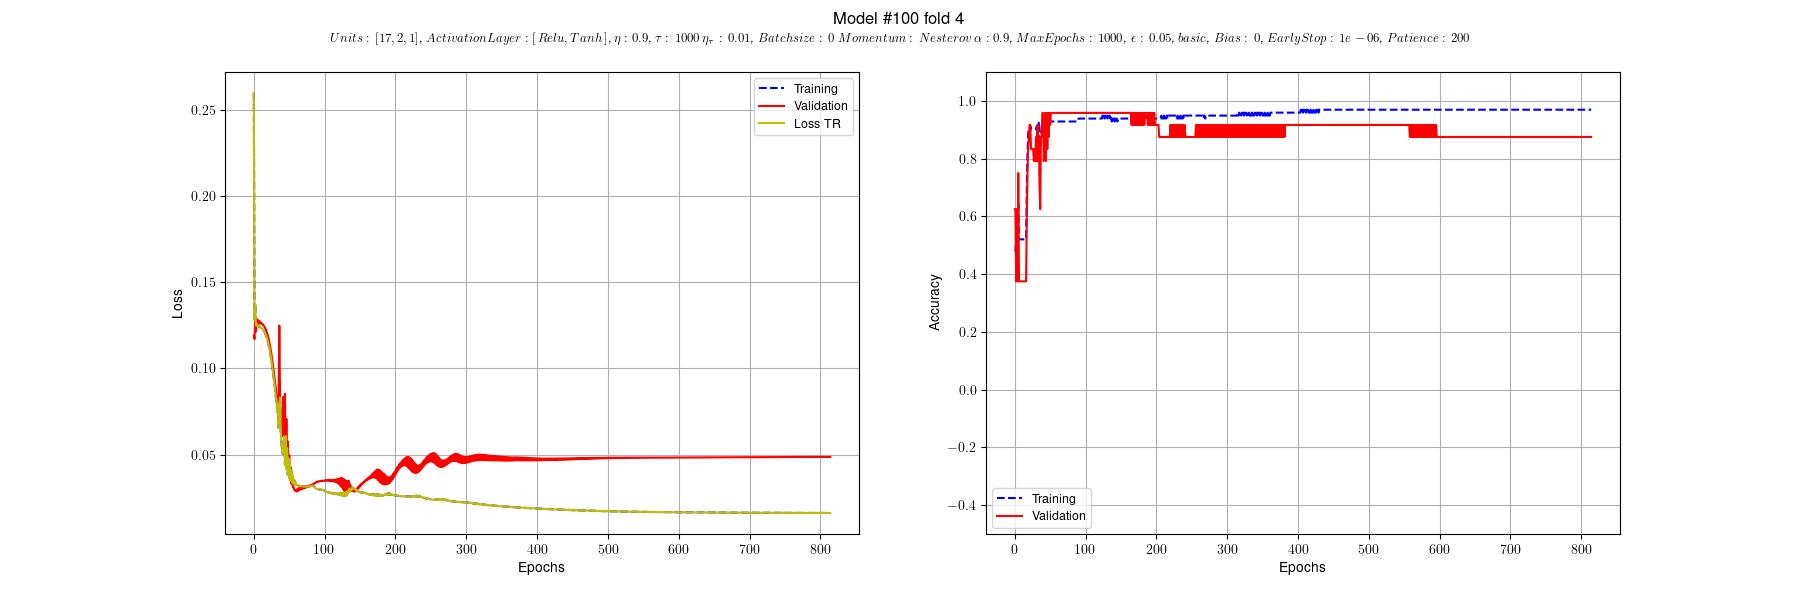 Model #100 fold 4
Units : [17, 2, 1], ActivationLayer : [Relu, Tanh], η : 0.9, τ : 1000 ητ : 0.01, Batchsize : 0 Momentum : Nesterov α : 0.9, MaxEpochs : 1000, ϵ : 0.05, basic, Bias : 0, EarlyStop : 1e − 06, Patience : 200
Training
Validation
Loss TR
0.25
0.20
0.15
0.10
0.05
Loss
0 100 200 300 400 500 600 700 800
Epochs
1.0
0.8
0.6
0.4
0.2
0.0
−0.2
−0.4
Accuracy
Training
Validation
0 100 200 300 400 500 600 700 800
Epochs